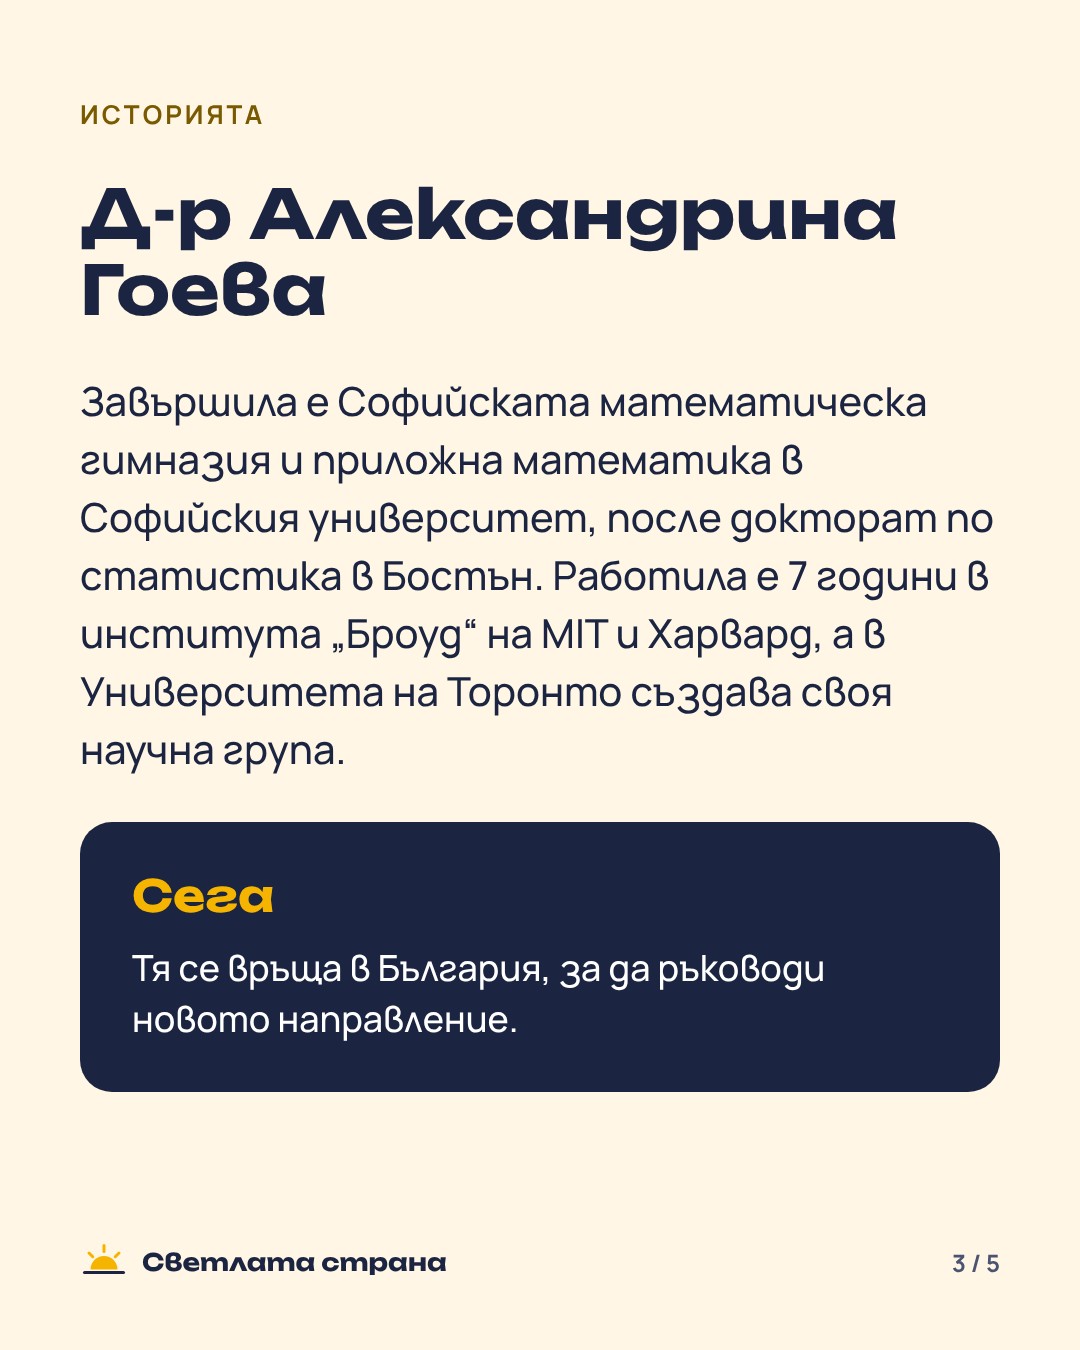 ИСТОРИЯТА
Д-р Александрина
Гоева
Завършила е Софийската математическа
гимназия и приложна математика в
Софийския университет, после докторат по
статистика в Бостън. Работила е 7 години в
института „Броуд“ на MIT и Харвард, а в
Университета на Торонто създава своя
научна група.
Сега
Тя се връща в България, за да ръководи
новото направление.
Светлата страна
3 / 5